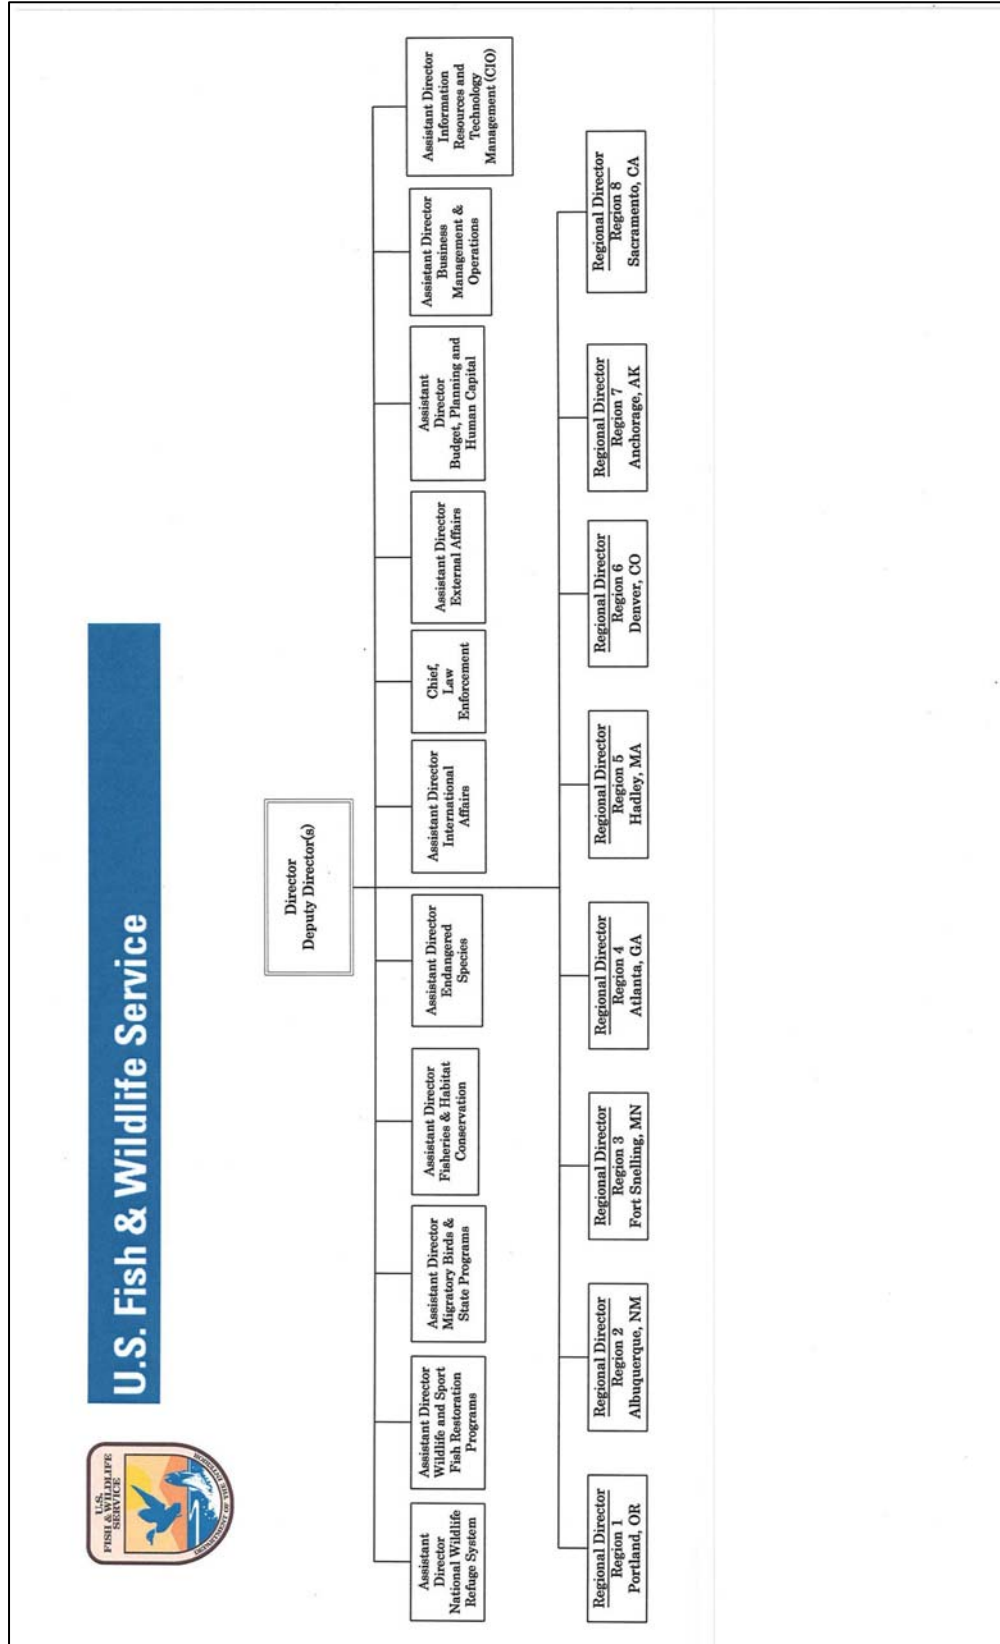 U.S.
FISH & WILDLIFE
SERVICE
DEPARTMENT OF THE INTERIOR
U.S. Fish & Wildlife Service
Director
Deputy Director(s)
Assistant
Director
National Wildlife
Refuge System
Assistant Director
Wildlife and Sport
Fish Restoration
Programs
Assistant Director
Migratory Birds &
State Programs
Assistant Director
Fisheries & Habitat
Conservation
Assistant Director
Endangered
Species
Assistant Director
International
Affairs
Chief,
Law
Enforcement
Assistant Director
External Affairs
Assistant
Director
Budget, Planning and
Human Capital
Assistant Director
Business
Management &
Operations
Assistant Director
Information
Resources and
Technology
Management (CIO)
Regional Director
Region 1
Portland, OR
Regional Director
Region 2
Albuquerque, NM
Regional Director
Region 3
Fort Snelling, MN
Regional Director
Region 4
Atlanta, GA
Regional Director
Region 5
Hadley, MA
Regional Director
Region 6
Denver, CO
Regional Director
Region 7
Anchorage, AK
Regional Director
Region 8
Sacramento, CA